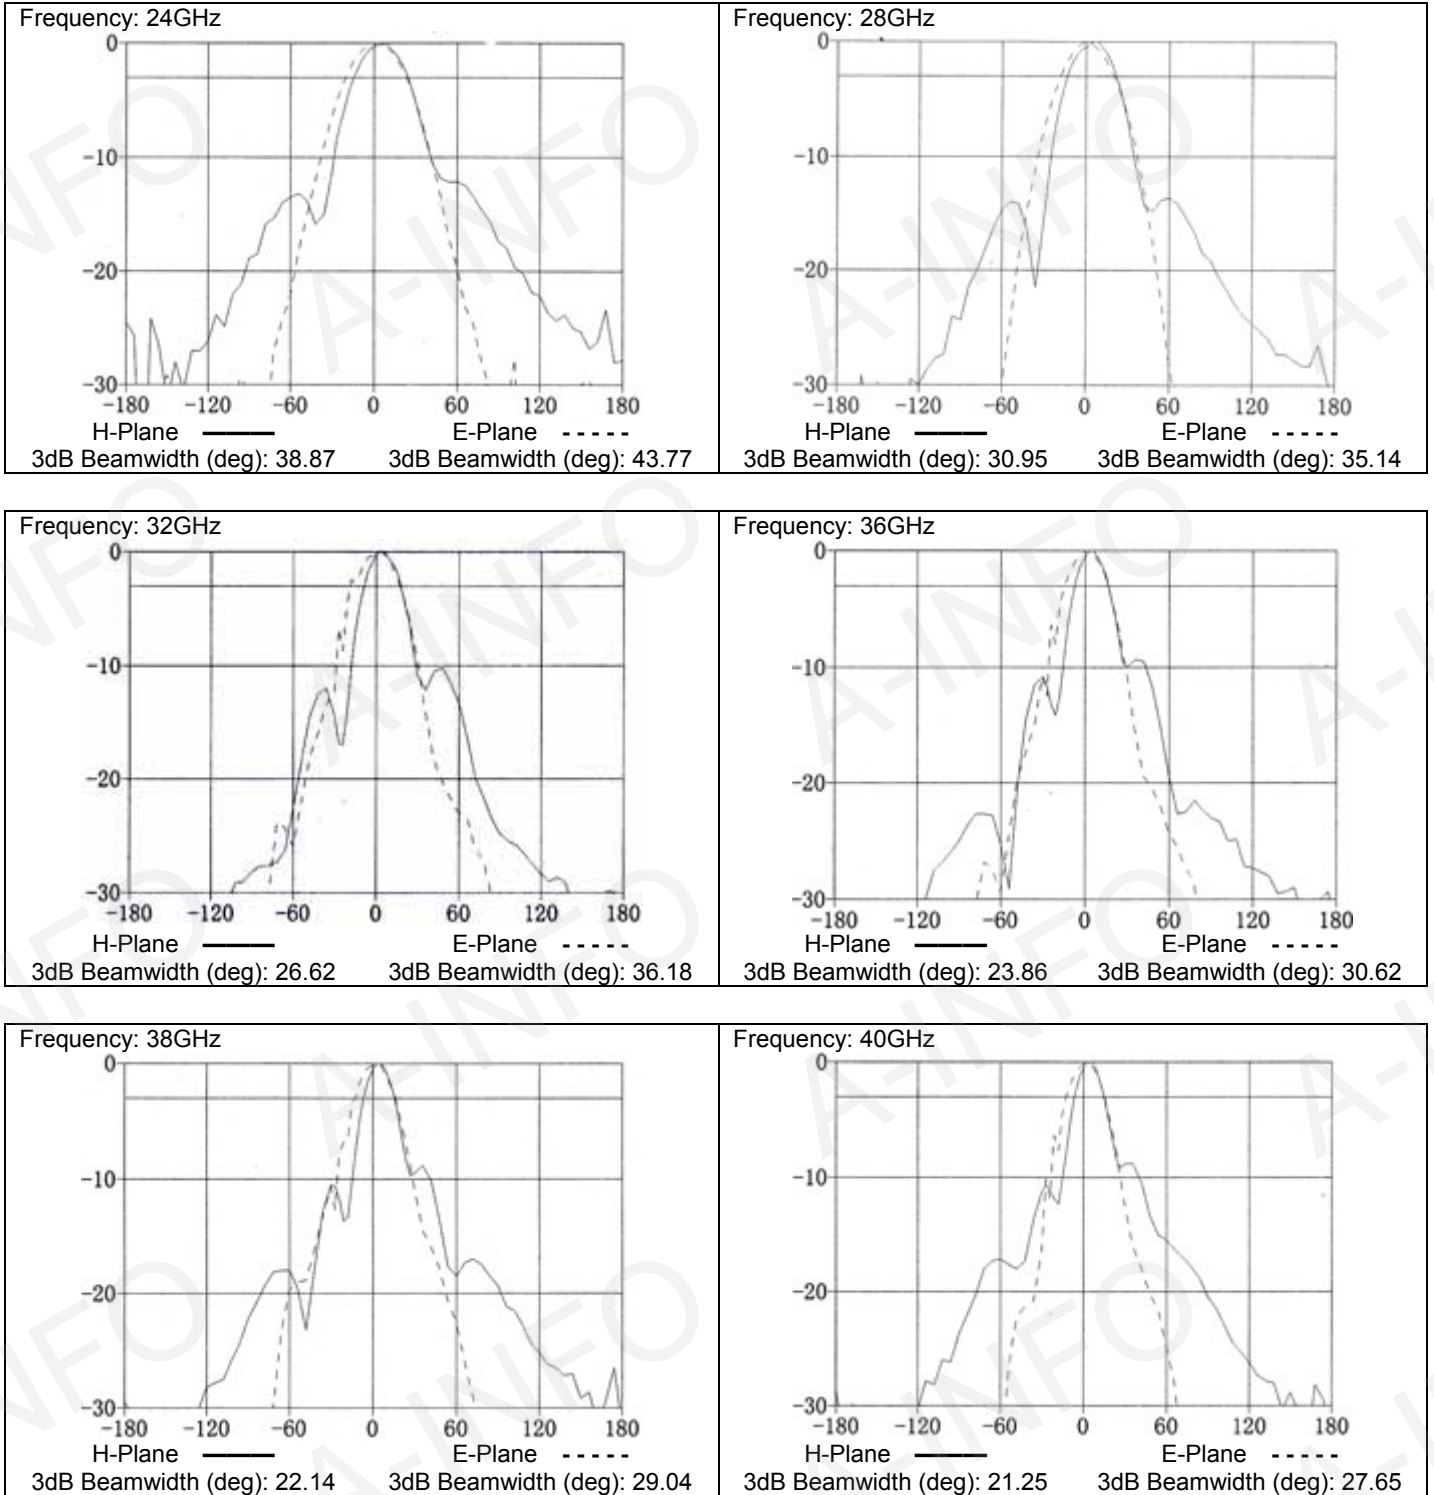 Frequency: 24GHz
0
-10
-20
-30
-180 -120 -60 0 60 120 180
H-Plane E-Plane
3dB Beamwidth (deg): 38.87 3dB Beamwidth (deg): 43.77
Frequency: 28GHz
0
-10
-20
-30
-180 -120 -60 0 60 120 180
H-Plane E-Plane
3dB Beamwidth (deg): 30.95 3dB Beamwidth (deg): 35.14
Frequency: 32GHz
0
-10
-20
-30
-180 -120 -60 0 60 120 180
H-Plane E-Plane
3dB Beamwidth (deg): 26.62 3dB Beamwidth (deg): 36.18
Frequency: 36GHz
0
-10
-20
-30
-180 -120 -60 0 60 120 180
H-Plane E-Plane
3dB Beamwidth (deg): 23.86 3dB Beamwidth (deg): 30.62
Frequency: 38GHz
0
-10
-20
-30
-180 -120 -60 0 60 120 180
H-Plane E-Plane
3dB Beamwidth (deg): 22.14 3dB Beamwidth (deg): 29.04
Frequency: 40GHz
0
-10
-20
-30
-180 -120 -60 0 60 120 180
H-Plane E-Plane
3dB Beamwidth (deg): 21.25 3dB Beamwidth (deg): 27.65
A-INFO